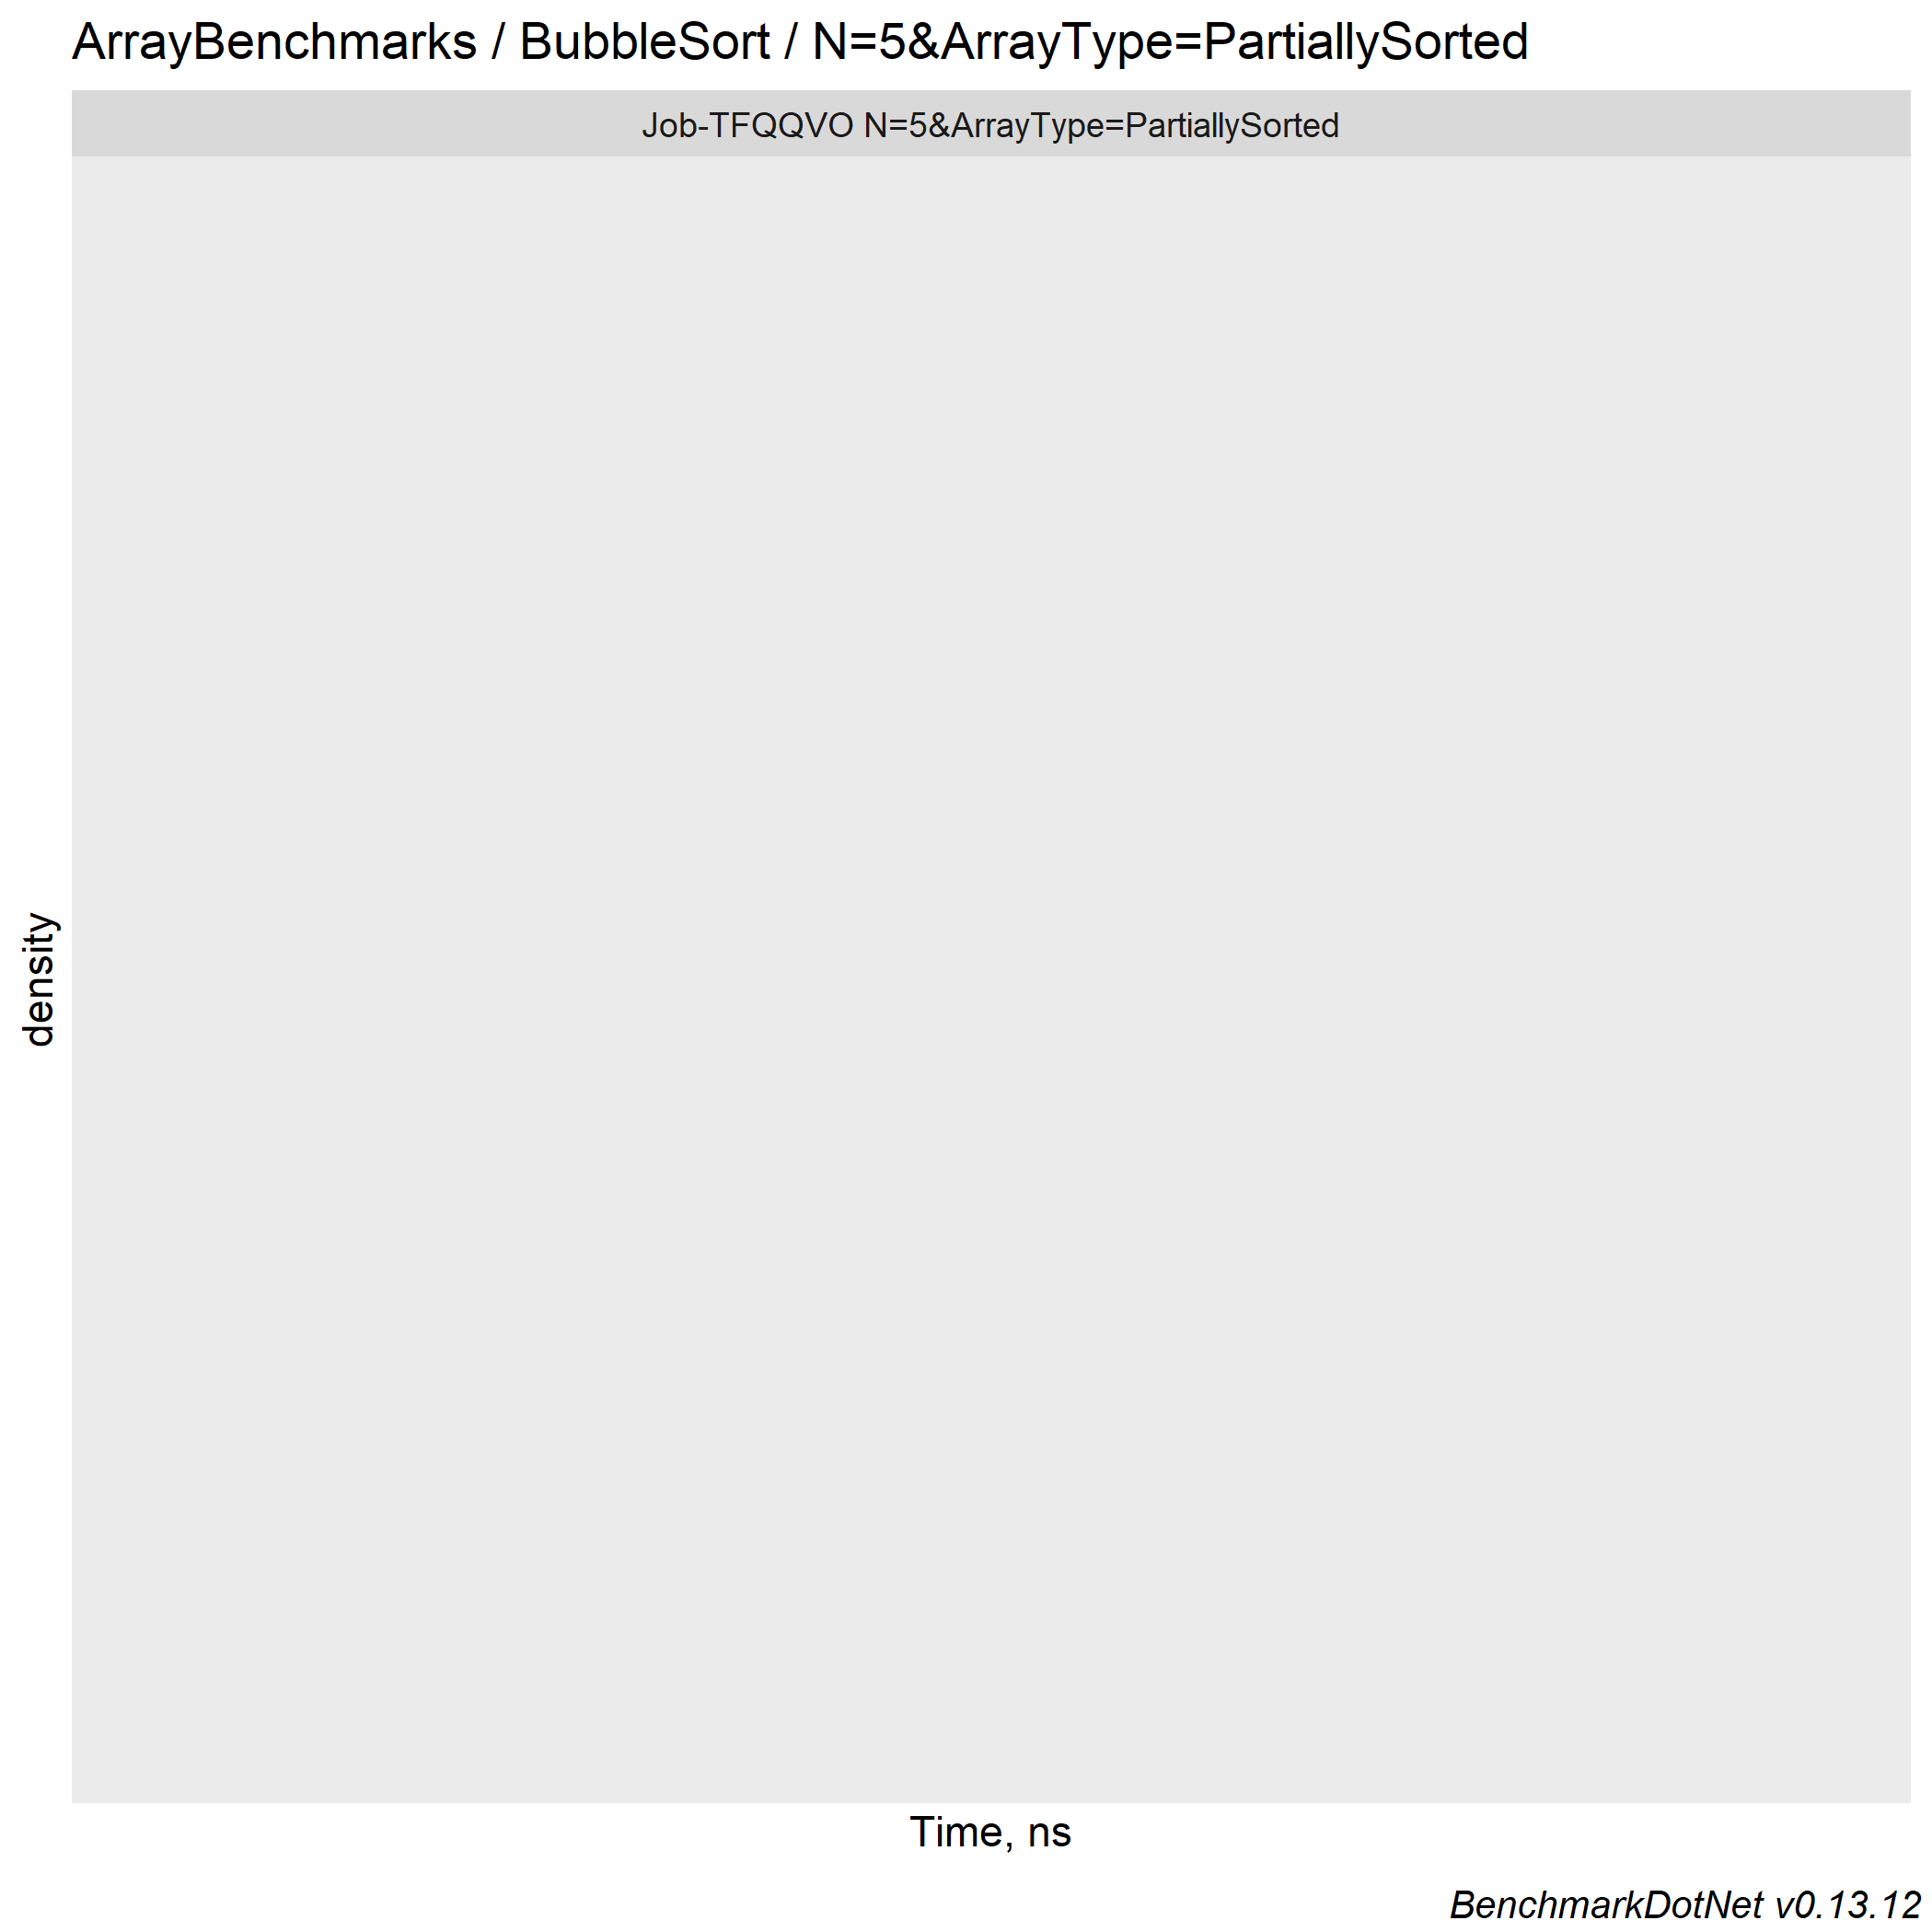 ArrayBenchmarks / BubbleSort / N=5&ArrayType=PartiallySorted
Job-TFQQVO N=5&ArrayType=PartiallySorted
density
Time, ns
BenchmarkDotNet v0.13.12